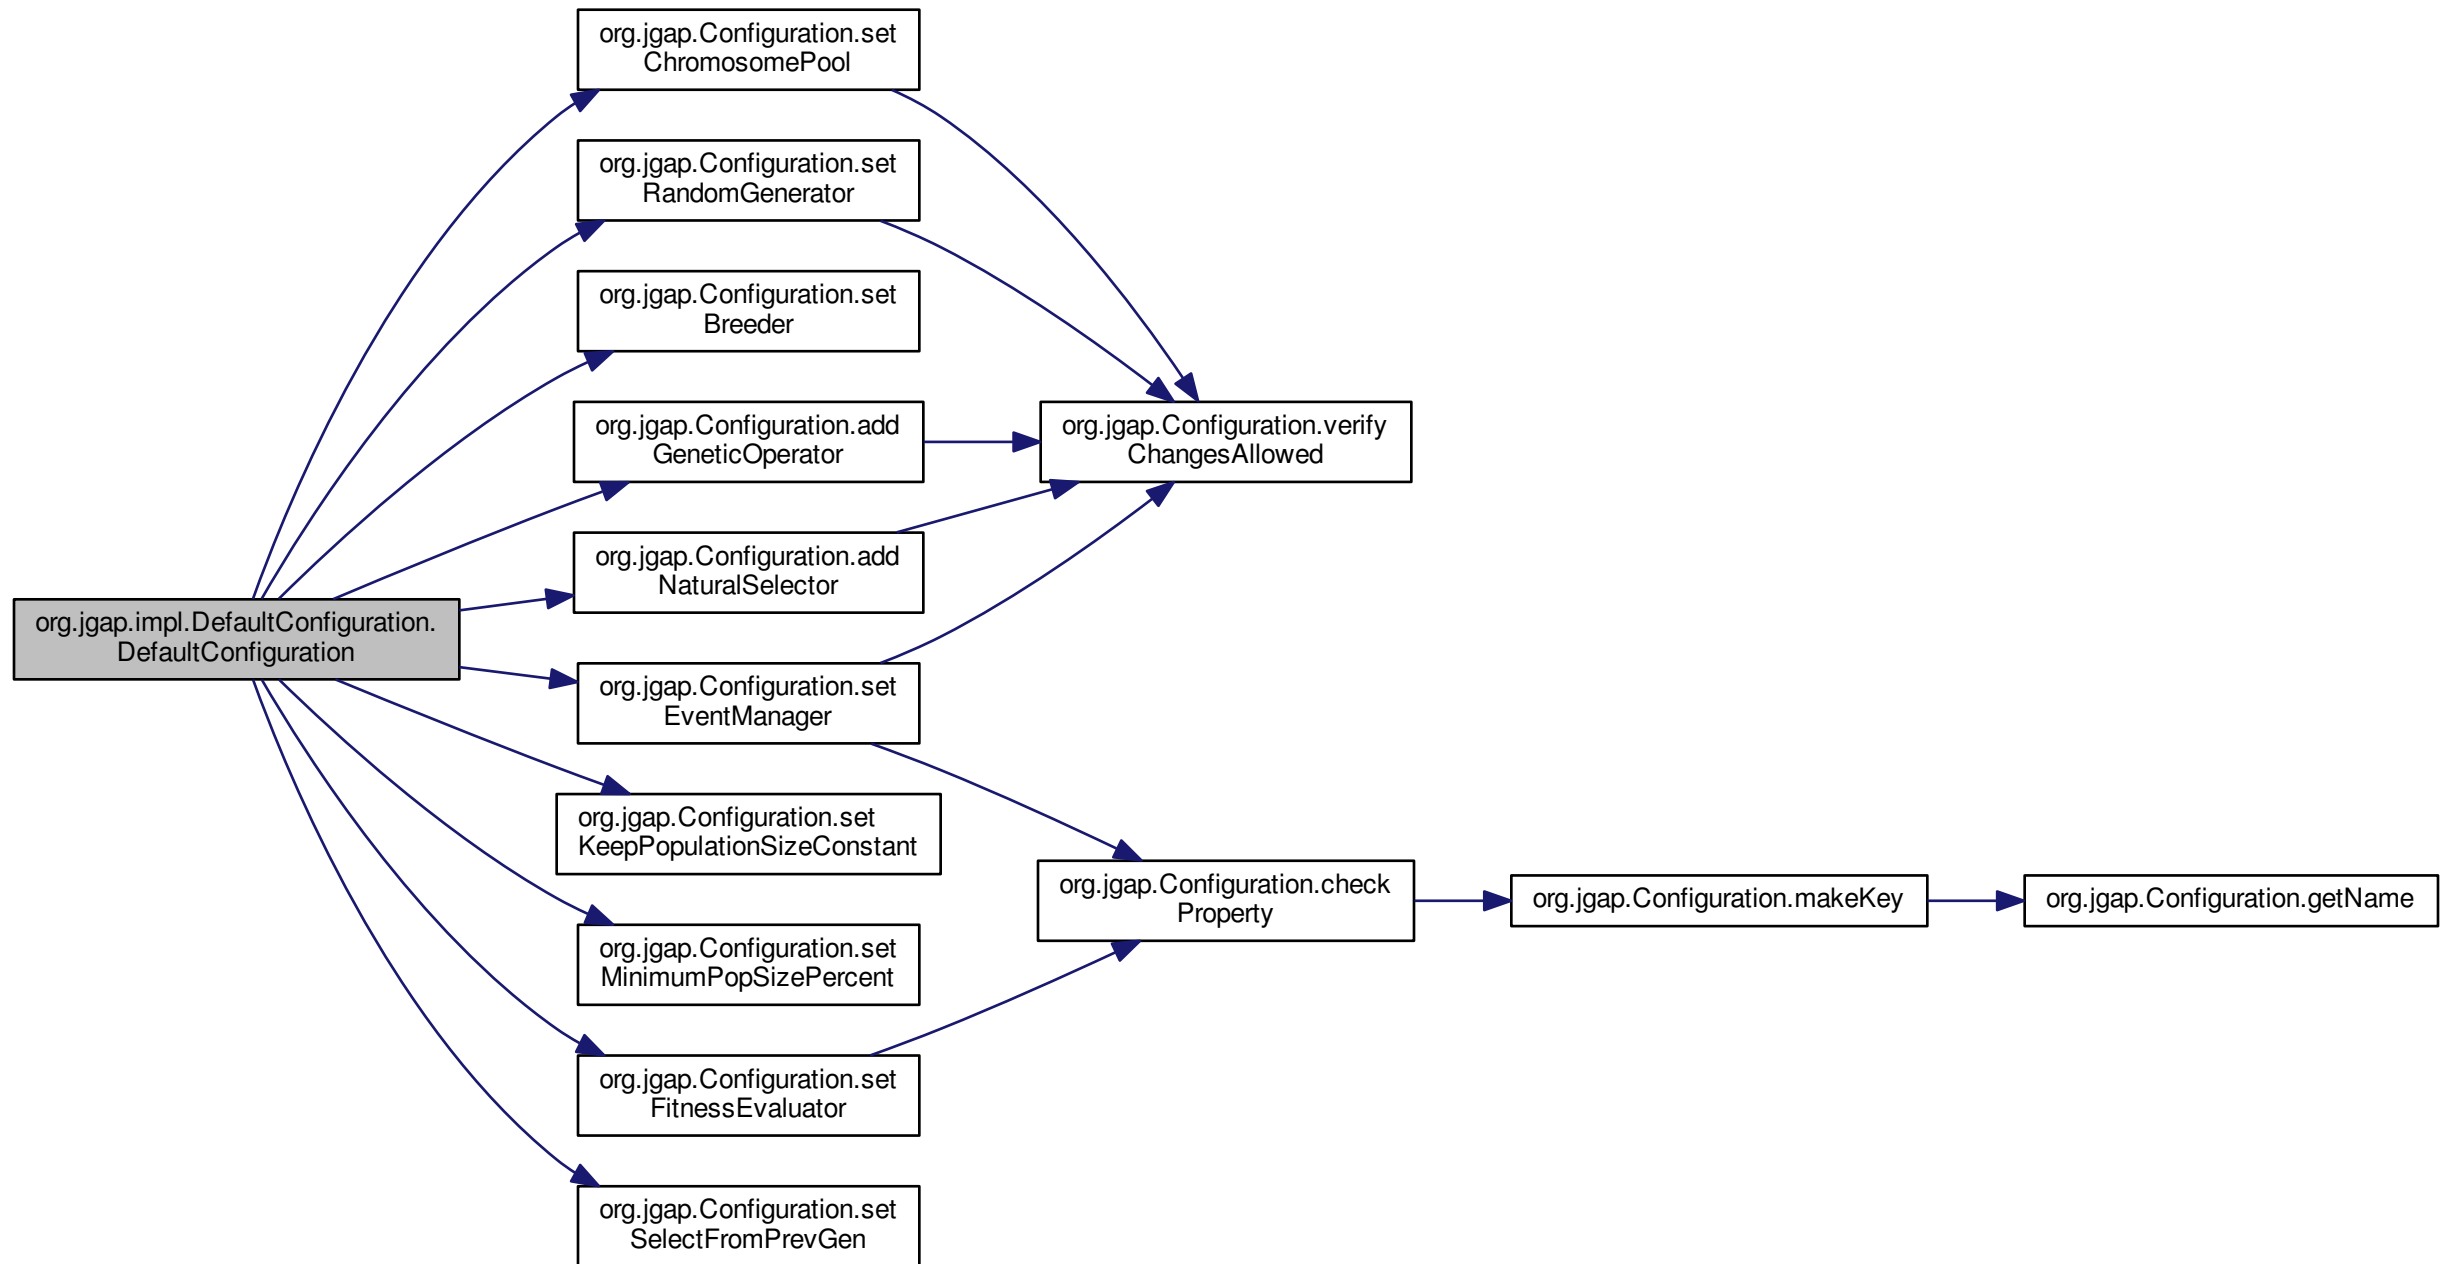 org.jgap.Configuration.set
ChromosomePool
org.jgap.Configuration.set
RandomGenerator
org.jgap.Configuration.set
Breeder
org.jgap.Configuration.add
GeneticOperator
org.jgap.Configuration.verify
ChangesAllowed
org.jgap.Configuration.add
NaturalSelector
org.jgap.impl.DefaultConfiguration.
DefaultConfiguration
org.jgap.Configuration.set
EventManager
org.jgap.Configuration.set
KeepPopulationSizeConstant
org.jgap.Configuration.check
Property
org.jgap.Configuration.makeKey
org.jgap.Configuration.getName
org.jgap.Configuration.set
MinimumPopSizePercent
org.jgap.Configuration.set
FitnessEvaluator
org.jgap.Configuration.set
SelectFromPrevGen